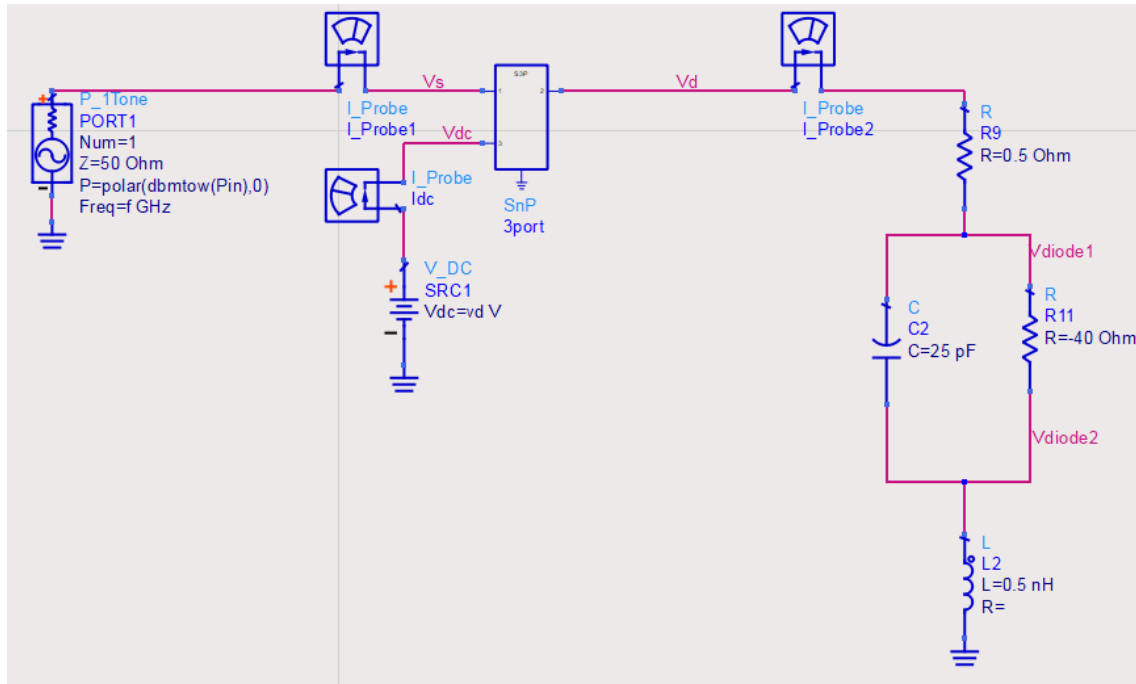 P_1Tone
PORT1
Num=1
Z=50 Ohm
P=polar(dbmtow(Pin),0)
Freq=f GHz
I_Probe
I_Probe1
Vs
Vdc
I_Probe
Idc
V_DC
SRC1
Vdc=vd V
S3P
1
2
3
SnP
3port
Vd
I_Probe
I_Probe2
R
R9
R=0.5 Ohm
Vdiode1
C
C2
C=25 pF
R
R11
R=-40 Ohm
Vdiode2
L
L2
L=0.5 nH
R=